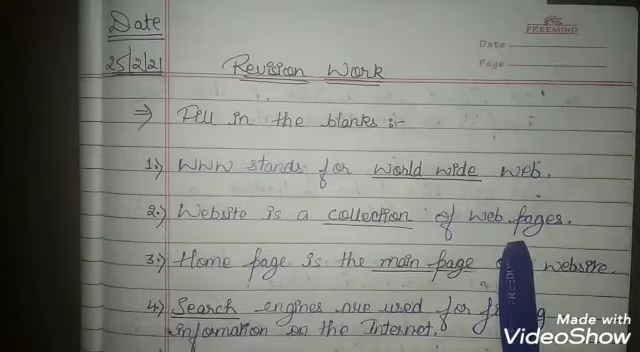 Date
25/2/21
FREEMIND
Date
Page
Revision Work
⇒ Fill in the blanks :-
1.) WWW stands for world wide web.
2.) Website is a collection of web pages.
3.) Home page is the main page website.
4.) Search engines are used for
information on the Internet.
Made with
VideoShow